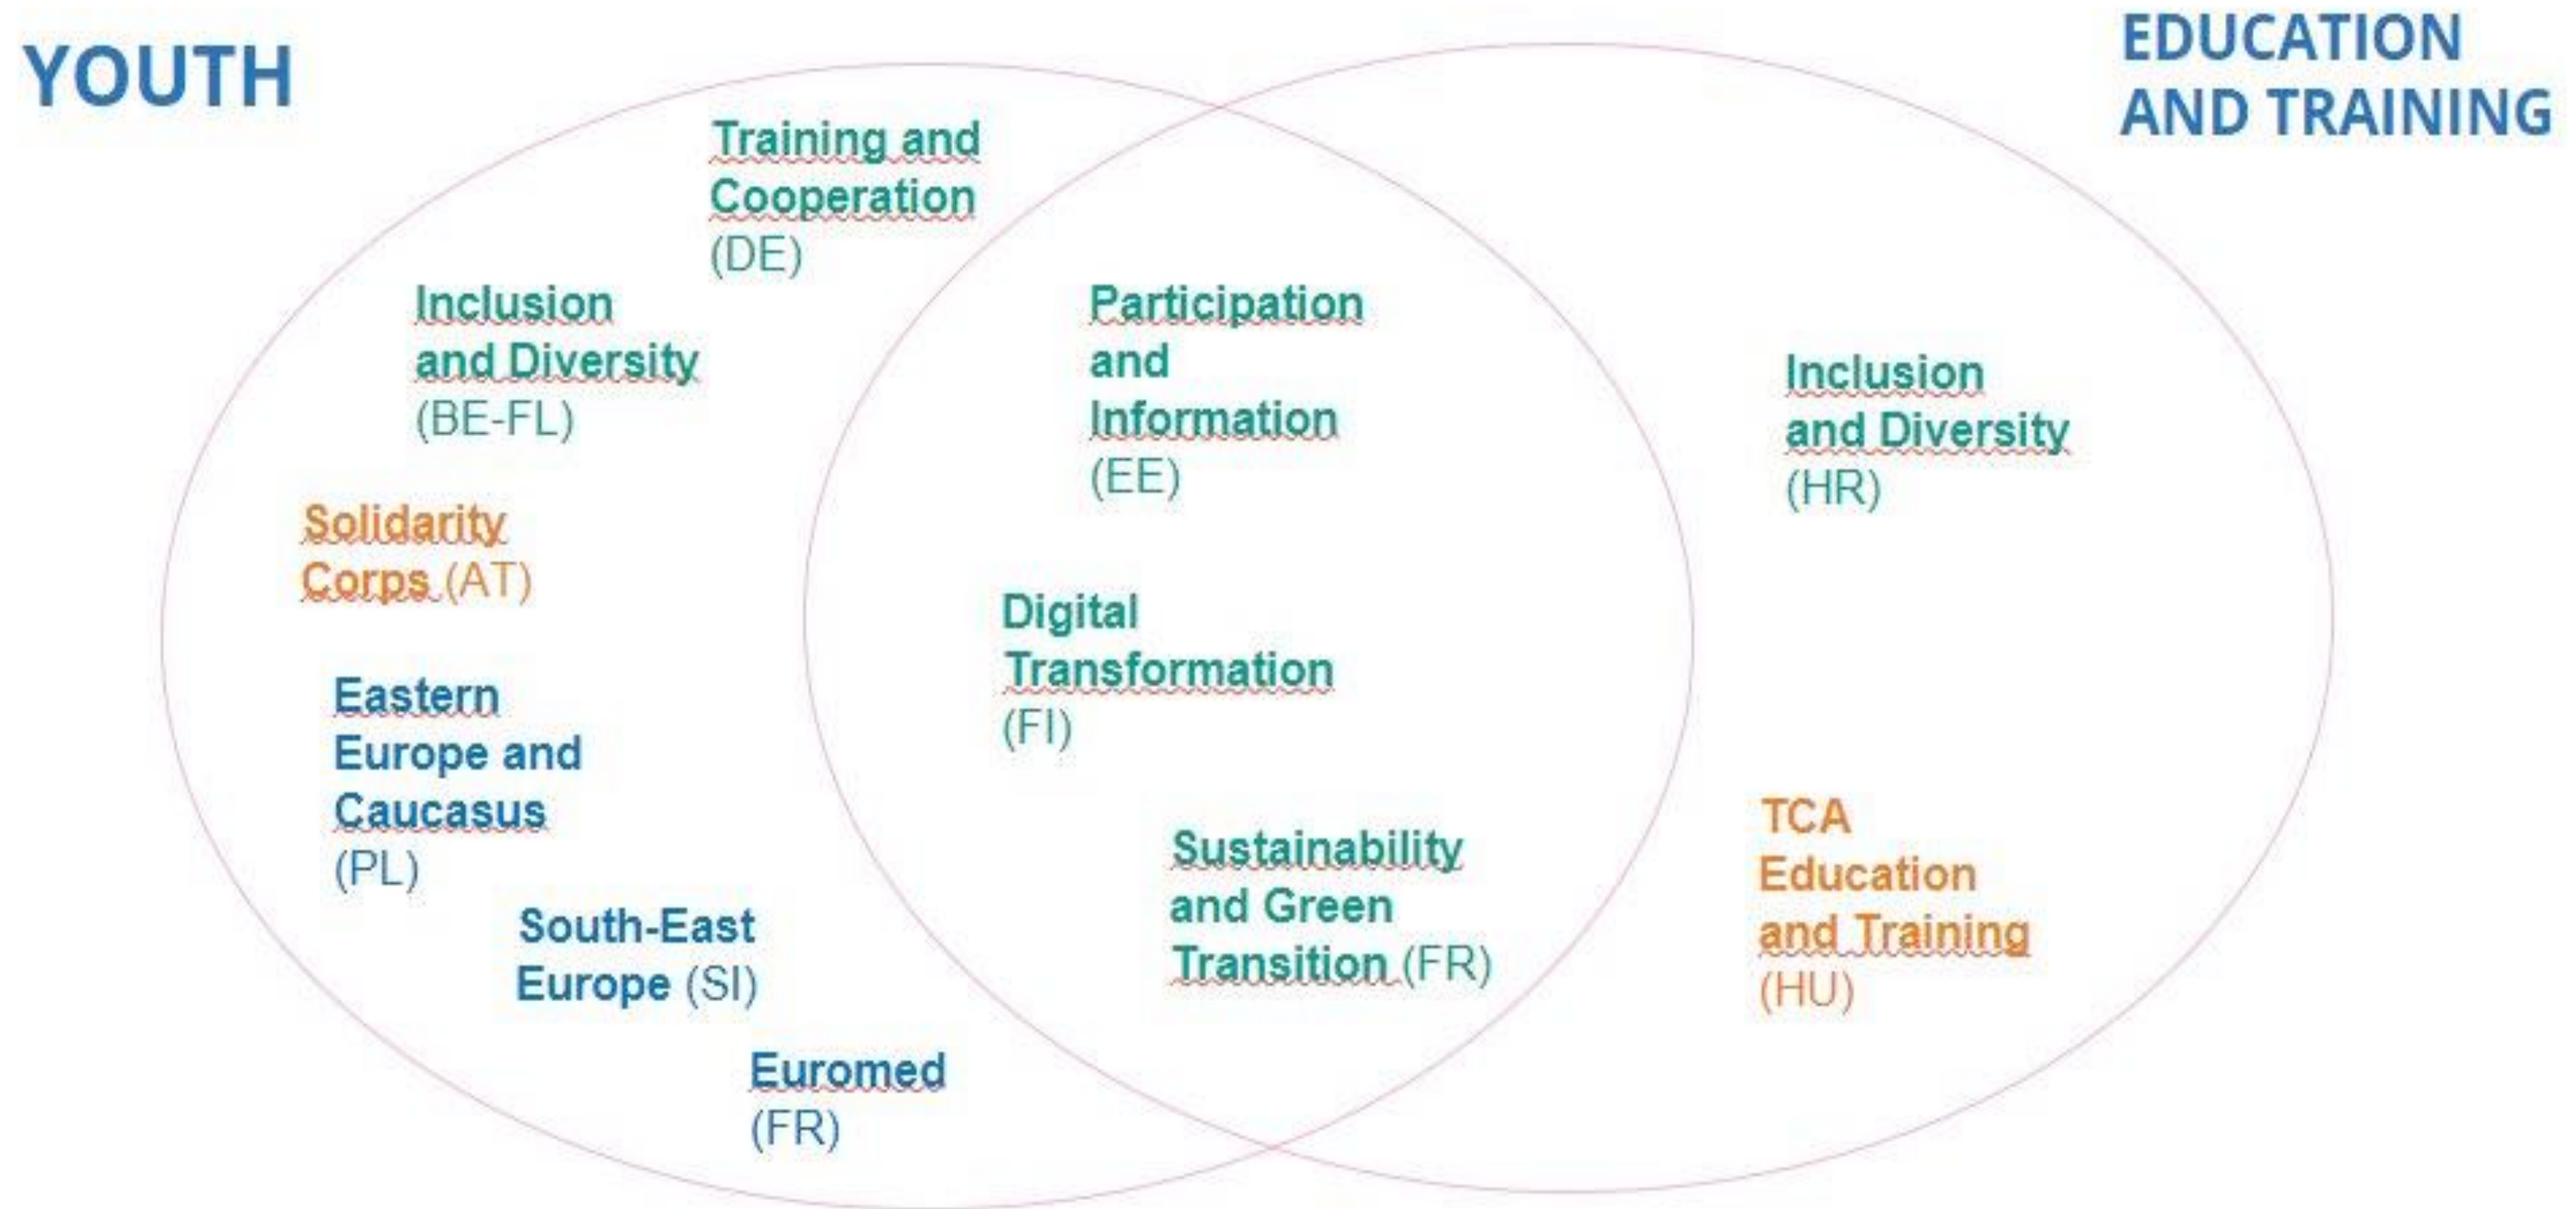 YOUTH
EDUCATION
AND TRAINING
Training and
Cooperation
(DE)
Inclusion
and Diversity
(BE-FL)
Solidarity
Corps (AT)
Eastern
Europe and
Caucasus
(PL)
South-East
Europe (SI)
Euromed
(FR)
Participation
and
Information
(EE)
Digital
Transformation
(FI)
Sustainability
and Green
Transition (FR)
Inclusion
and Diversity
(HR)
TCA
Education
and Training
(HU)